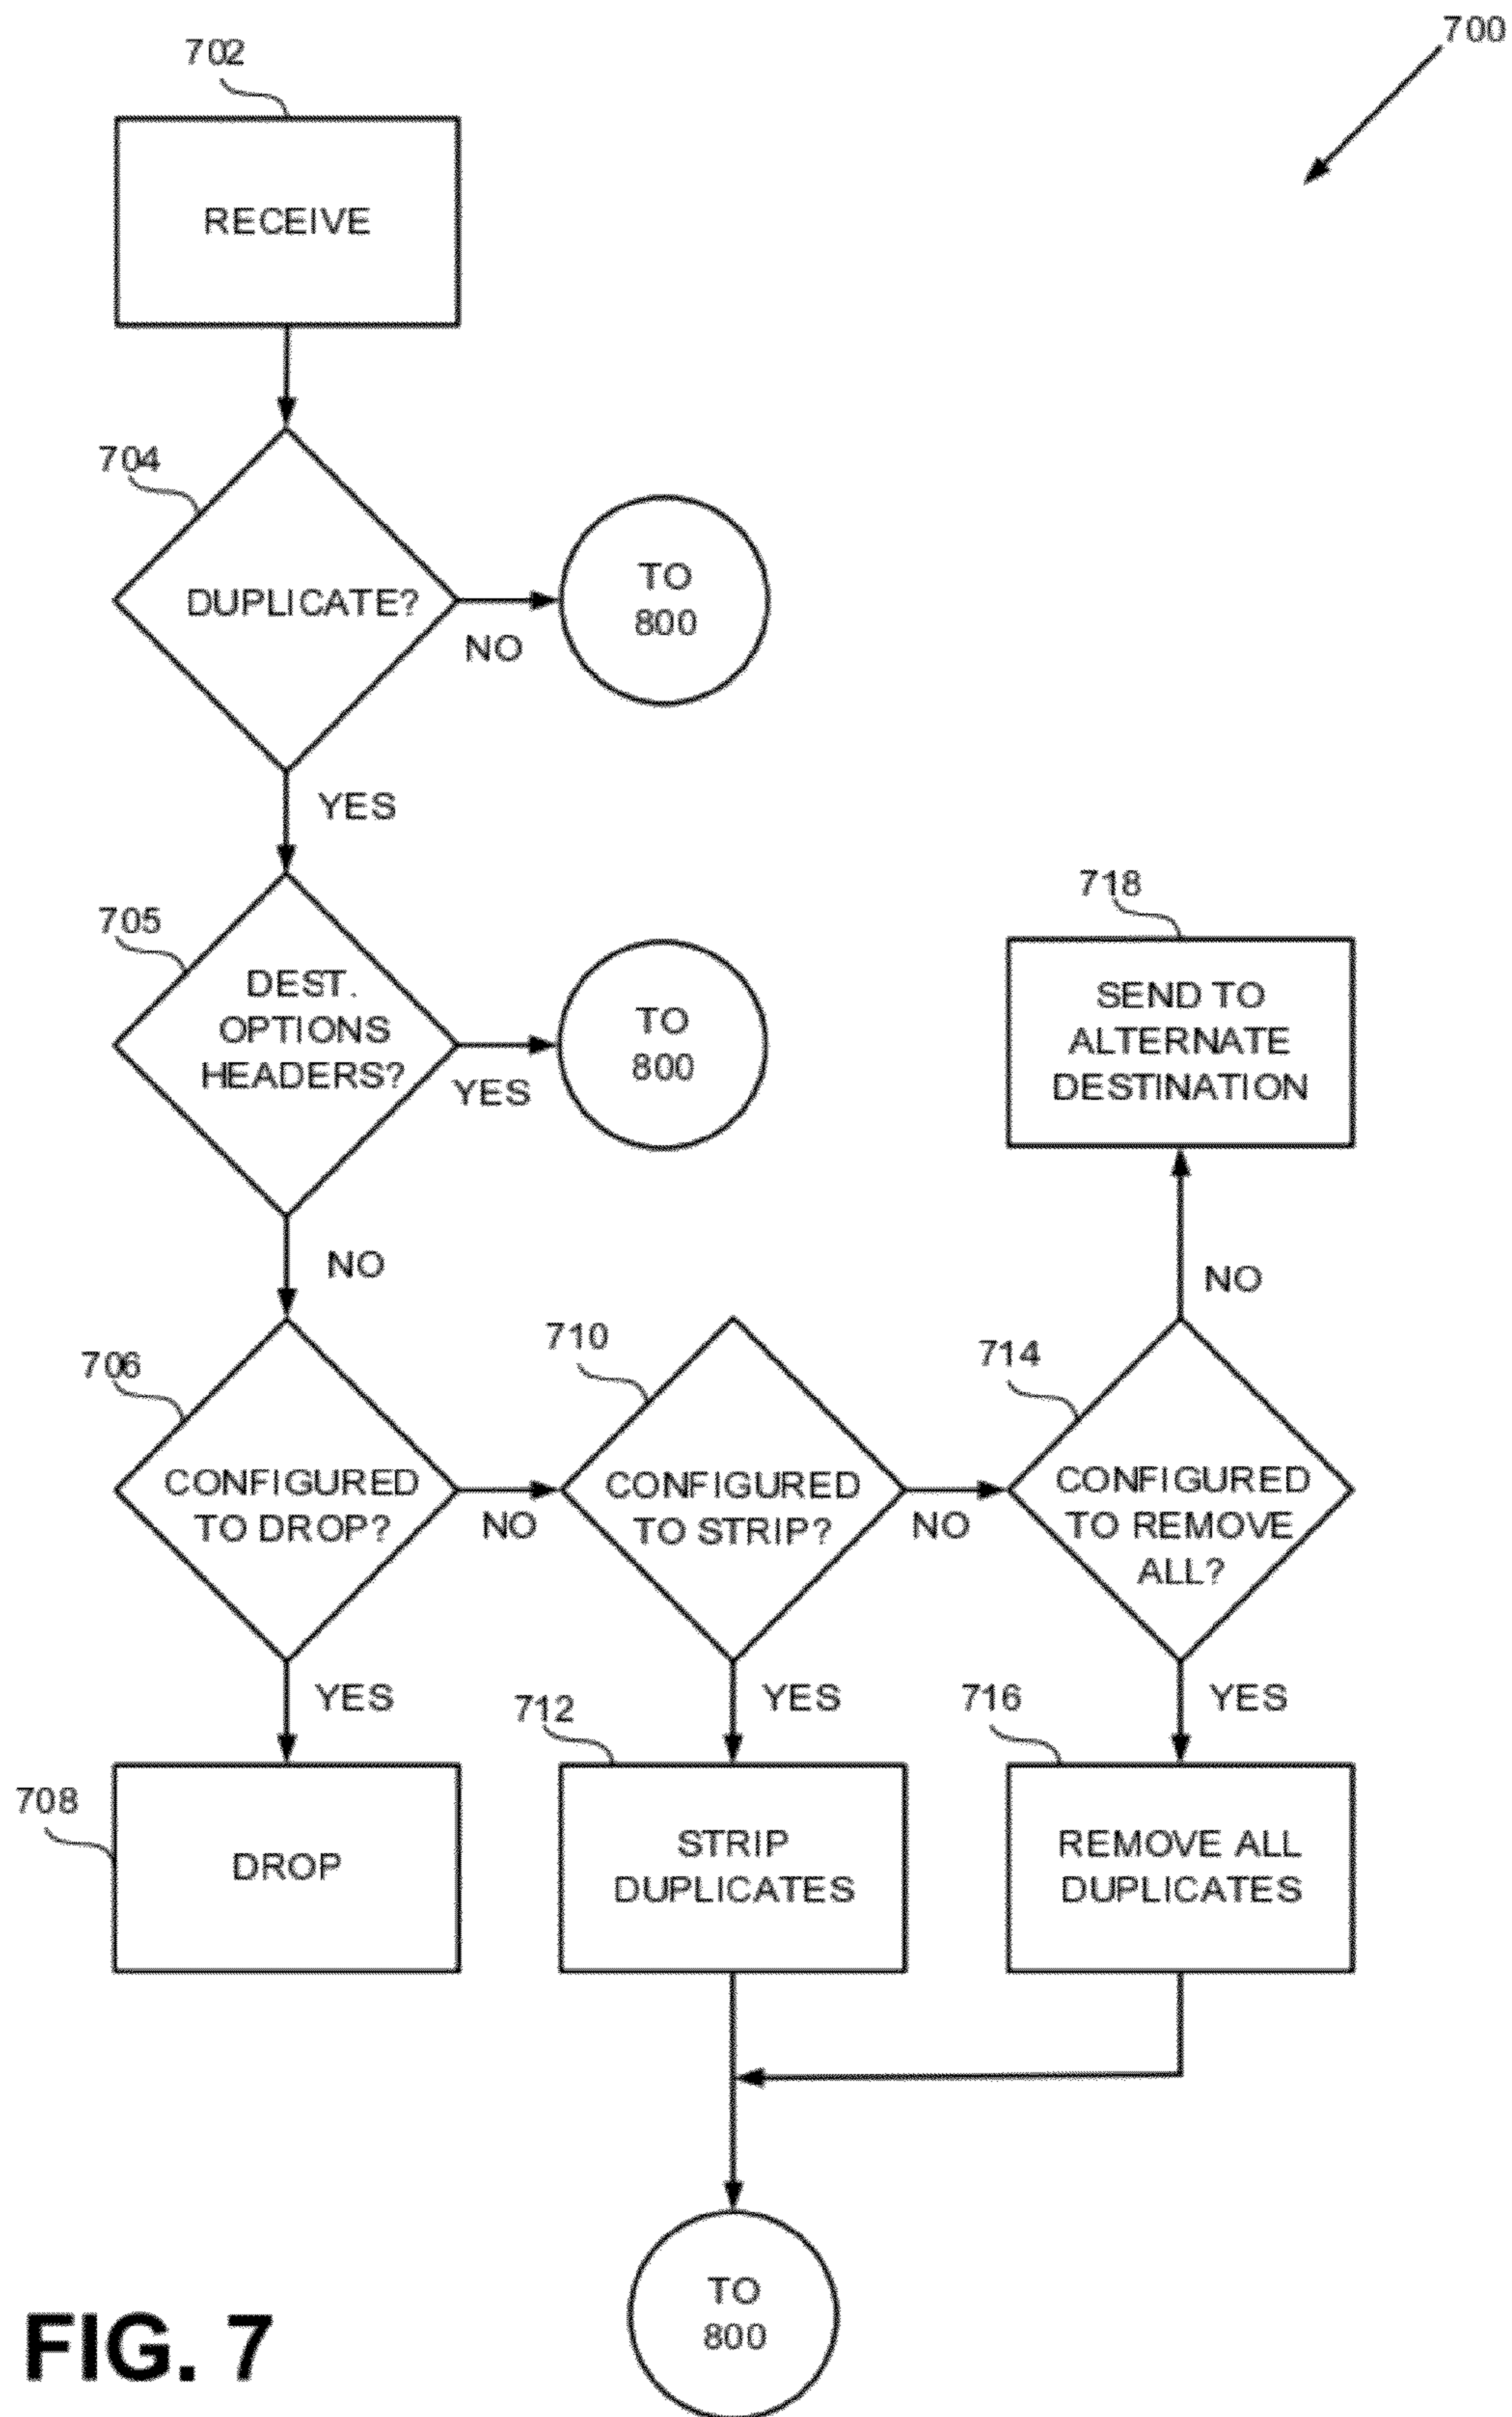 700
702
RECEIVE
704
DUPLICATE?
NO
TO
800
YES
705
DEST.
OPTIONS
HEADERS?
YES
TO
800
718
SEND TO
ALTERNATE
DESTINATION
NO
NO
706
CONFIGURED
TO DROP?
NO
710
CONFIGURED
TO STRIP?
NO
714
CONFIGURED
TO REMOVE
ALL?
YES
YES
YES
708
DROP
712
STRIP
DUPLICATES
716
REMOVE ALL
DUPLICATES
TO
800
FIG. 7